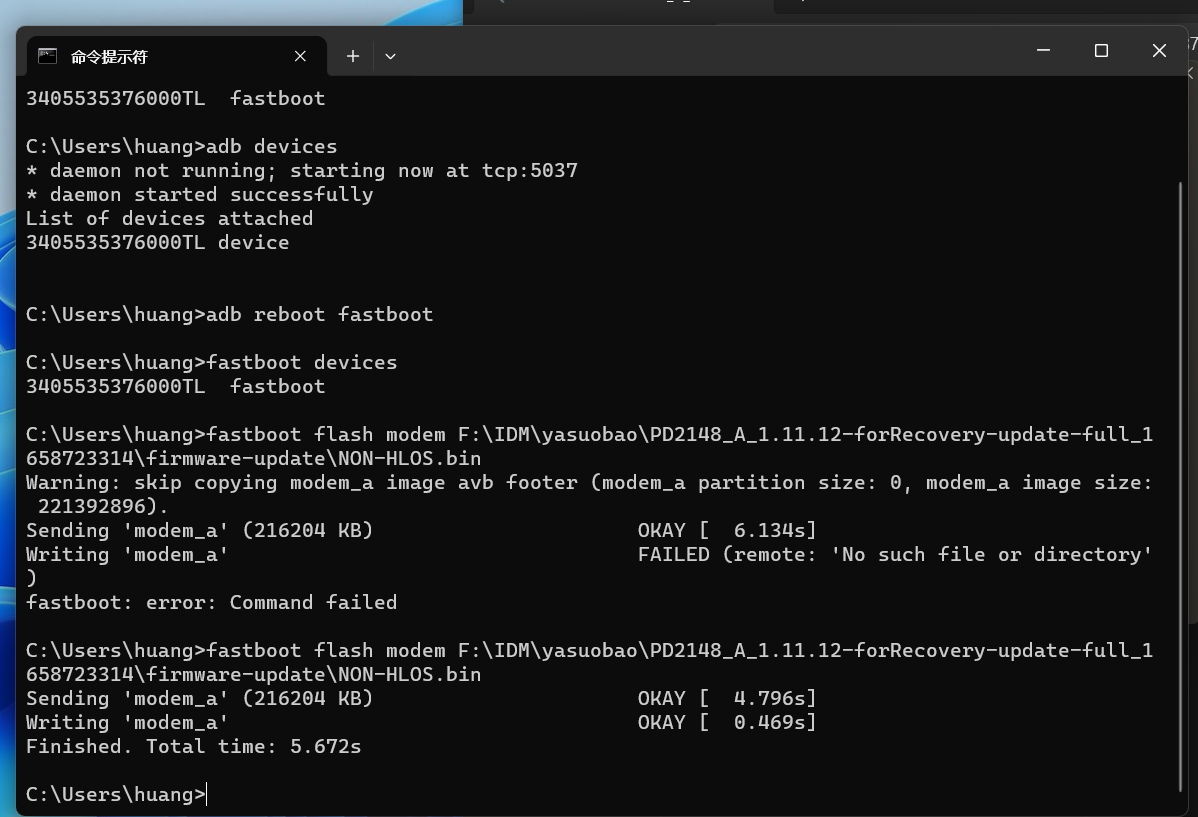 命令提示符
3405535376000TL  fastboot
C:\Users\huang>adb devices
* daemon not running; starting now at tcp:5037
* daemon started successfully
List of devices attached
3405535376000TL device
C:\Users\huang>adb reboot fastboot
C:\Users\huang>fastboot devices
3405535376000TL  fastboot
C:\Users\huang>fastboot flash modem F:\IDM\yasuobao\PD2148_A_1.11.12-forRecovery-update-full_1
658723314\firmware-update\NON-HLOS.bin
Warning: skip copying modem_a image avb footer (modem_a partition size: 0, modem_a image size:
 221392896).
Sending 'modem_a' (216204 KB)                      OKAY [  6.134s]
Writing 'modem_a'                                  FAILED (remote: 'No such file or directory'
)
fastboot: error: Command failed
C:\Users\huang>fastboot flash modem F:\IDM\yasuobao\PD2148_A_1.11.12-forRecovery-update-full_1
658723314\firmware-update\NON-HLOS.bin
Sending 'modem_a' (216204 KB)                      OKAY [  4.796s]
Writing 'modem_a'                                  OKAY [  0.469s]
Finished. Total time: 5.672s
C:\Users\huang>